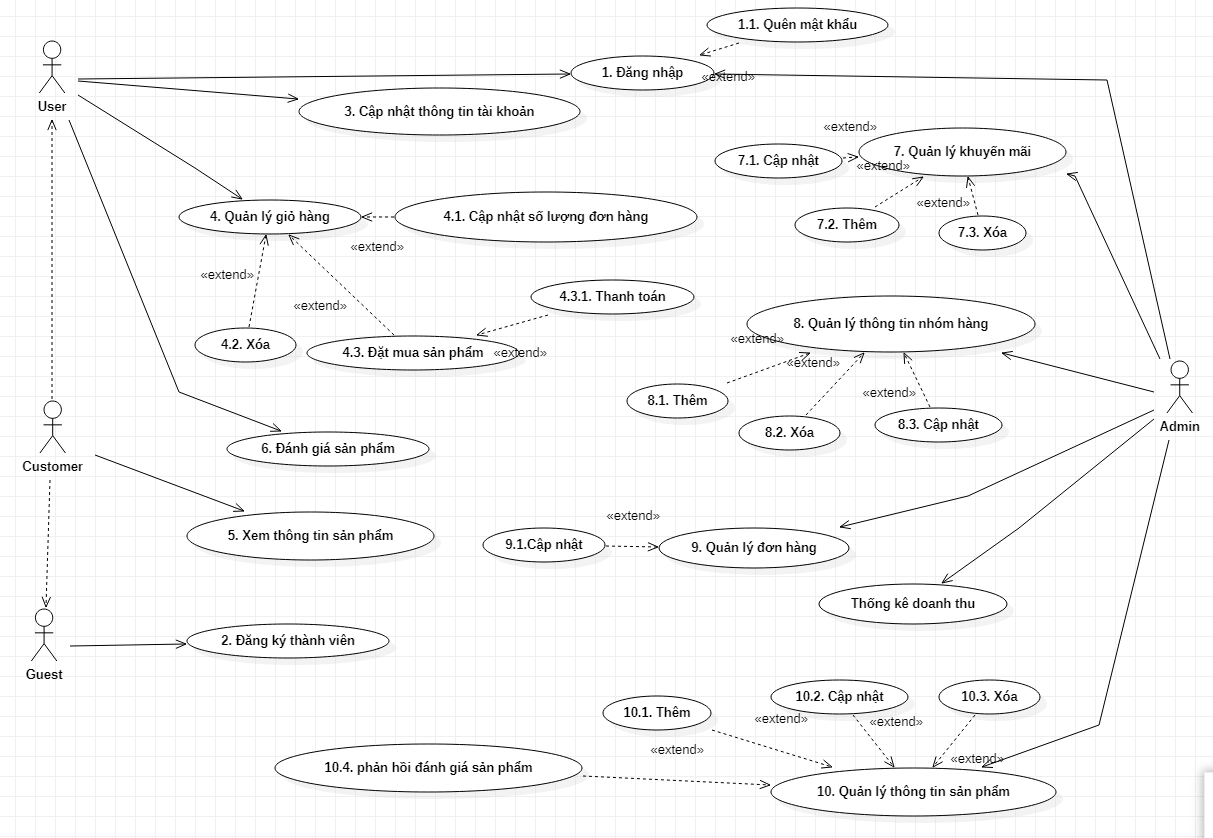 1.1. Quên mật khẩu
1. Đăng nhập
«extend»
User
3. Cập nhật thông tin tài khoản
«extend»
7. Quản lý khuyến mãi
7.1. Cập nhật
«extend»
«extend»
7.2. Thêm
7.3. Xóa
4. Quản lý giỏ hàng
4.1. Cập nhật số lượng đơn hàng
«extend»
«extend»
4.3.1. Thanh toán
«extend»
4.2. Xóa
4.3. Đặt mua sản phẩm
«extend»
8. Quản lý thông tin nhóm hàng
«extend»
«extend»
«extend»
8.1. Thêm
8.2. Xóa
8.3. Cập nhật
Admin
6. Đánh giá sản phẩm
Customer
5. Xem thông tin sản phẩm
«extend»
9.1.Cập nhật
9. Quản lý đơn hàng
Thống kê doanh thu
2. Đăng ký thành viên
Guest
10.1. Thêm
10.2. Cập nhật
10.3. Xóa
«extend»
«extend»
«extend»
«extend»
10.4. phản hồi đánh giá sản phẩm
10. Quản lý thông tin sản phẩm